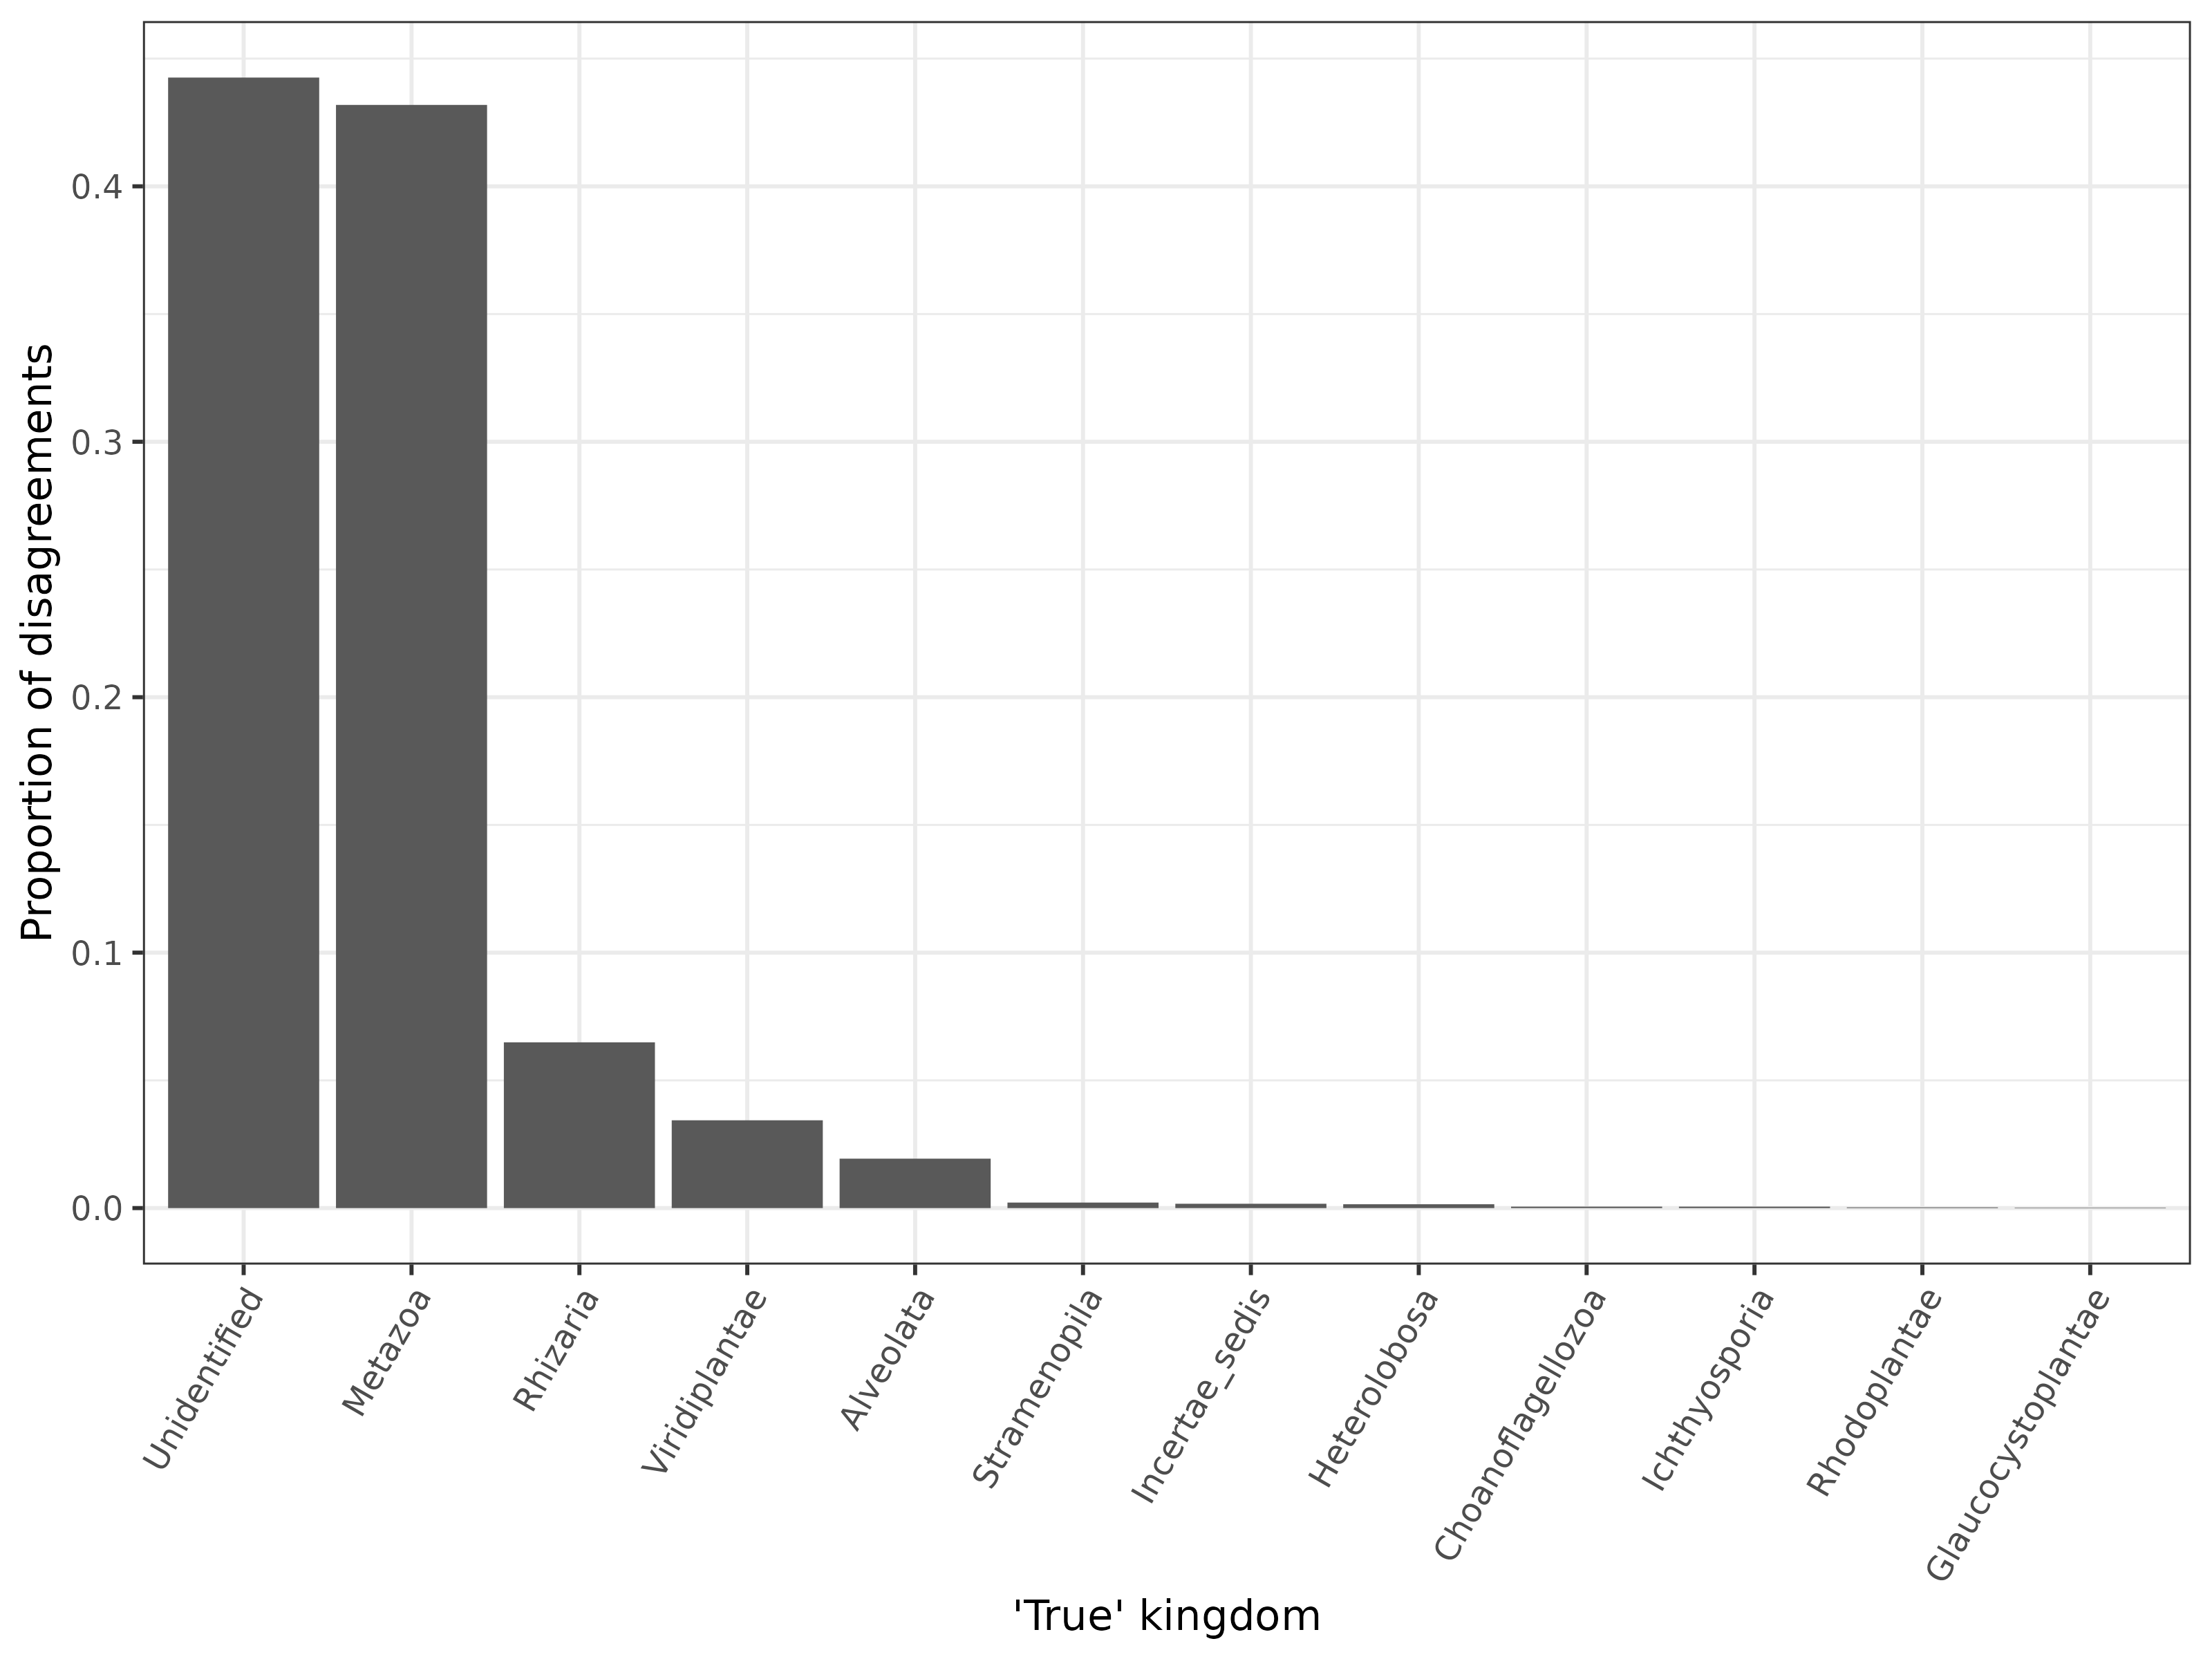 Proportion of disagreements
0.4
0.3
0.2
0.1
0.0
Unidentified
Metazoa
Rhizaria
Viridiplantae
Alveolata
Stramenopila
Incertae_sedis
Heterolobosa
Choanoflagellozoa
Ichthyosporia
Rhodoplantae
Glaucocystoplantae
'True' kingdom